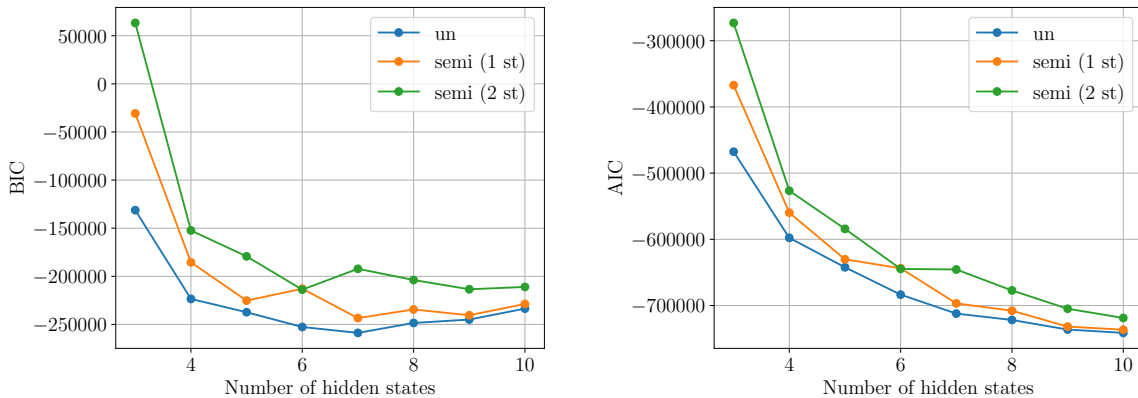 50000
0
−50000
−100000
−150000
−200000
−250000
BIC
4
6
8
10
Number of hidden states
un
semi (1 st)
semi (2 st)
−300000
−400000
−500000
−600000
−700000
AIC
4
6
8
10
Number of hidden states
un
semi (1 st)
semi (2 st)